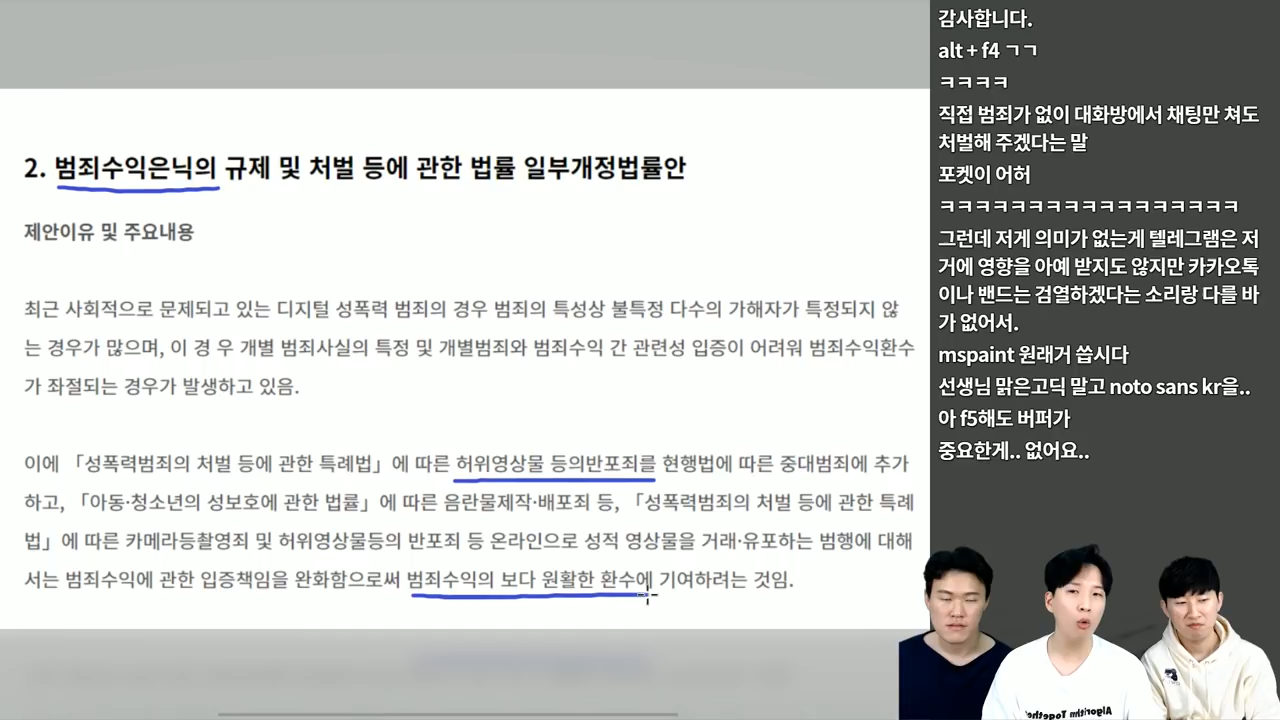 2. 범죄수익은닉의 규제 및 처벌 등에 관한 법률 일부개정법률안
제안이유 및 주요내용
최근 사회적으로 문제되고 있는 디지털 성폭력 범죄의 경우 범죄의 특성상 불특정 다수의 가해자가 특정되지 않
는 경우가 많으며, 이 경 우 개별 범죄사실의 특정 및 개별범죄와 범죄수익 간 관련성 입증이 어려워 범죄수익환수
가 좌절되는 경우가 발생하고 있음.
이에 「성폭력범죄의 처벌 등에 관한 특례법」에 따른 허위영상물 등의반포죄를 현행법에 따른 중대범죄에 추가
하고, 「아동·청소년의 성보호에 관한 법률」에 따른 음란물제작·배포죄 등, 「성폭력범죄의 처벌 등에 관한 특례
법」에 따른 카메라등촬영죄 및 허위영상물등의 반포죄 등 온라인으로 성적 영상물을 거래·유포하는 범행에 대해
서는 범죄수익에 관한 입증책임을 완화함으로써 범죄수익의 보다 원활한 환수에 기여하려는 것임.
감사합니다.
alt + f4 ㄱㄱ
ㅋㅋㅋㅋ
직접 범죄가 없이 대화방에서 채팅만 쳐도
처벌해 주겠다는 말
포켓이 어허
ㅋㅋㅋㅋㅋㅋㅋㅋㅋㅋㅋㅋㅋㅋㅋㅋㅋ
그런데 저게 의미가 없는게 텔레그램은 저
거에 영향을 아예 받지도 않지만 카카오톡
이나 밴드는 검열하겠다는 소리랑 다를 바
가 없어서.
mspaint 원래거 씁시다
선생님 맑은고딕 말고 noto sans kr을..
아 f5해도 버퍼가
중요한게.. 없어요..
Algorithm Together